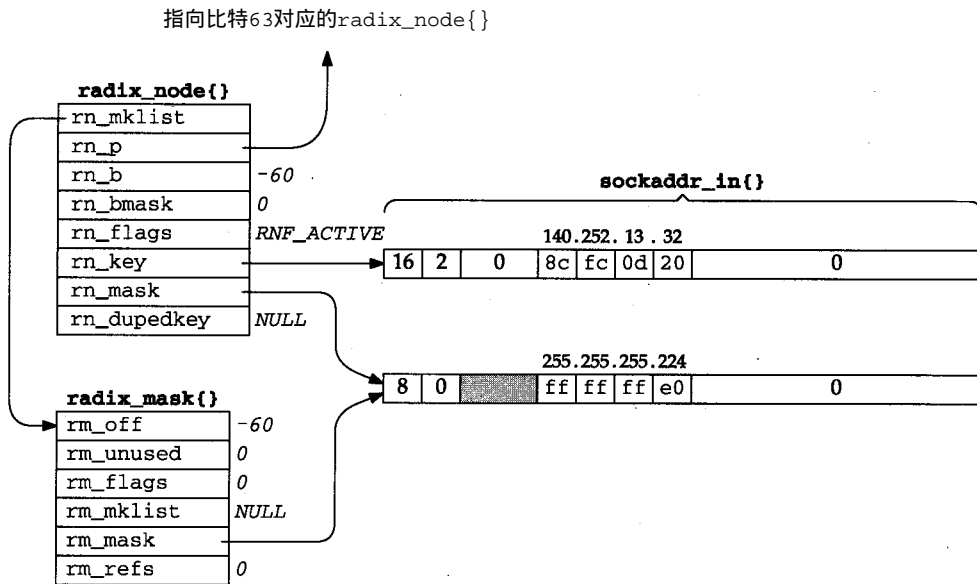 指向比特63对应的radix_node{}
radix_node{}
rn_mklist
rn_p
rn_b -60
rn_bmask 0
rn_flags RNF_ACTIVE
rn_key
rn_mask
rn_dupedkey NULL
sockaddr_in{}
140.252. 13 . 32
16 2 0 8c fc 0d 20 0
255.255.255.224
8 0 ff ff ff e0 0
radix_mask{}
rm_off -60
rm_unused 0
rm_flags 0
rm_mklist NULL
rm_mask
rm_refs 0